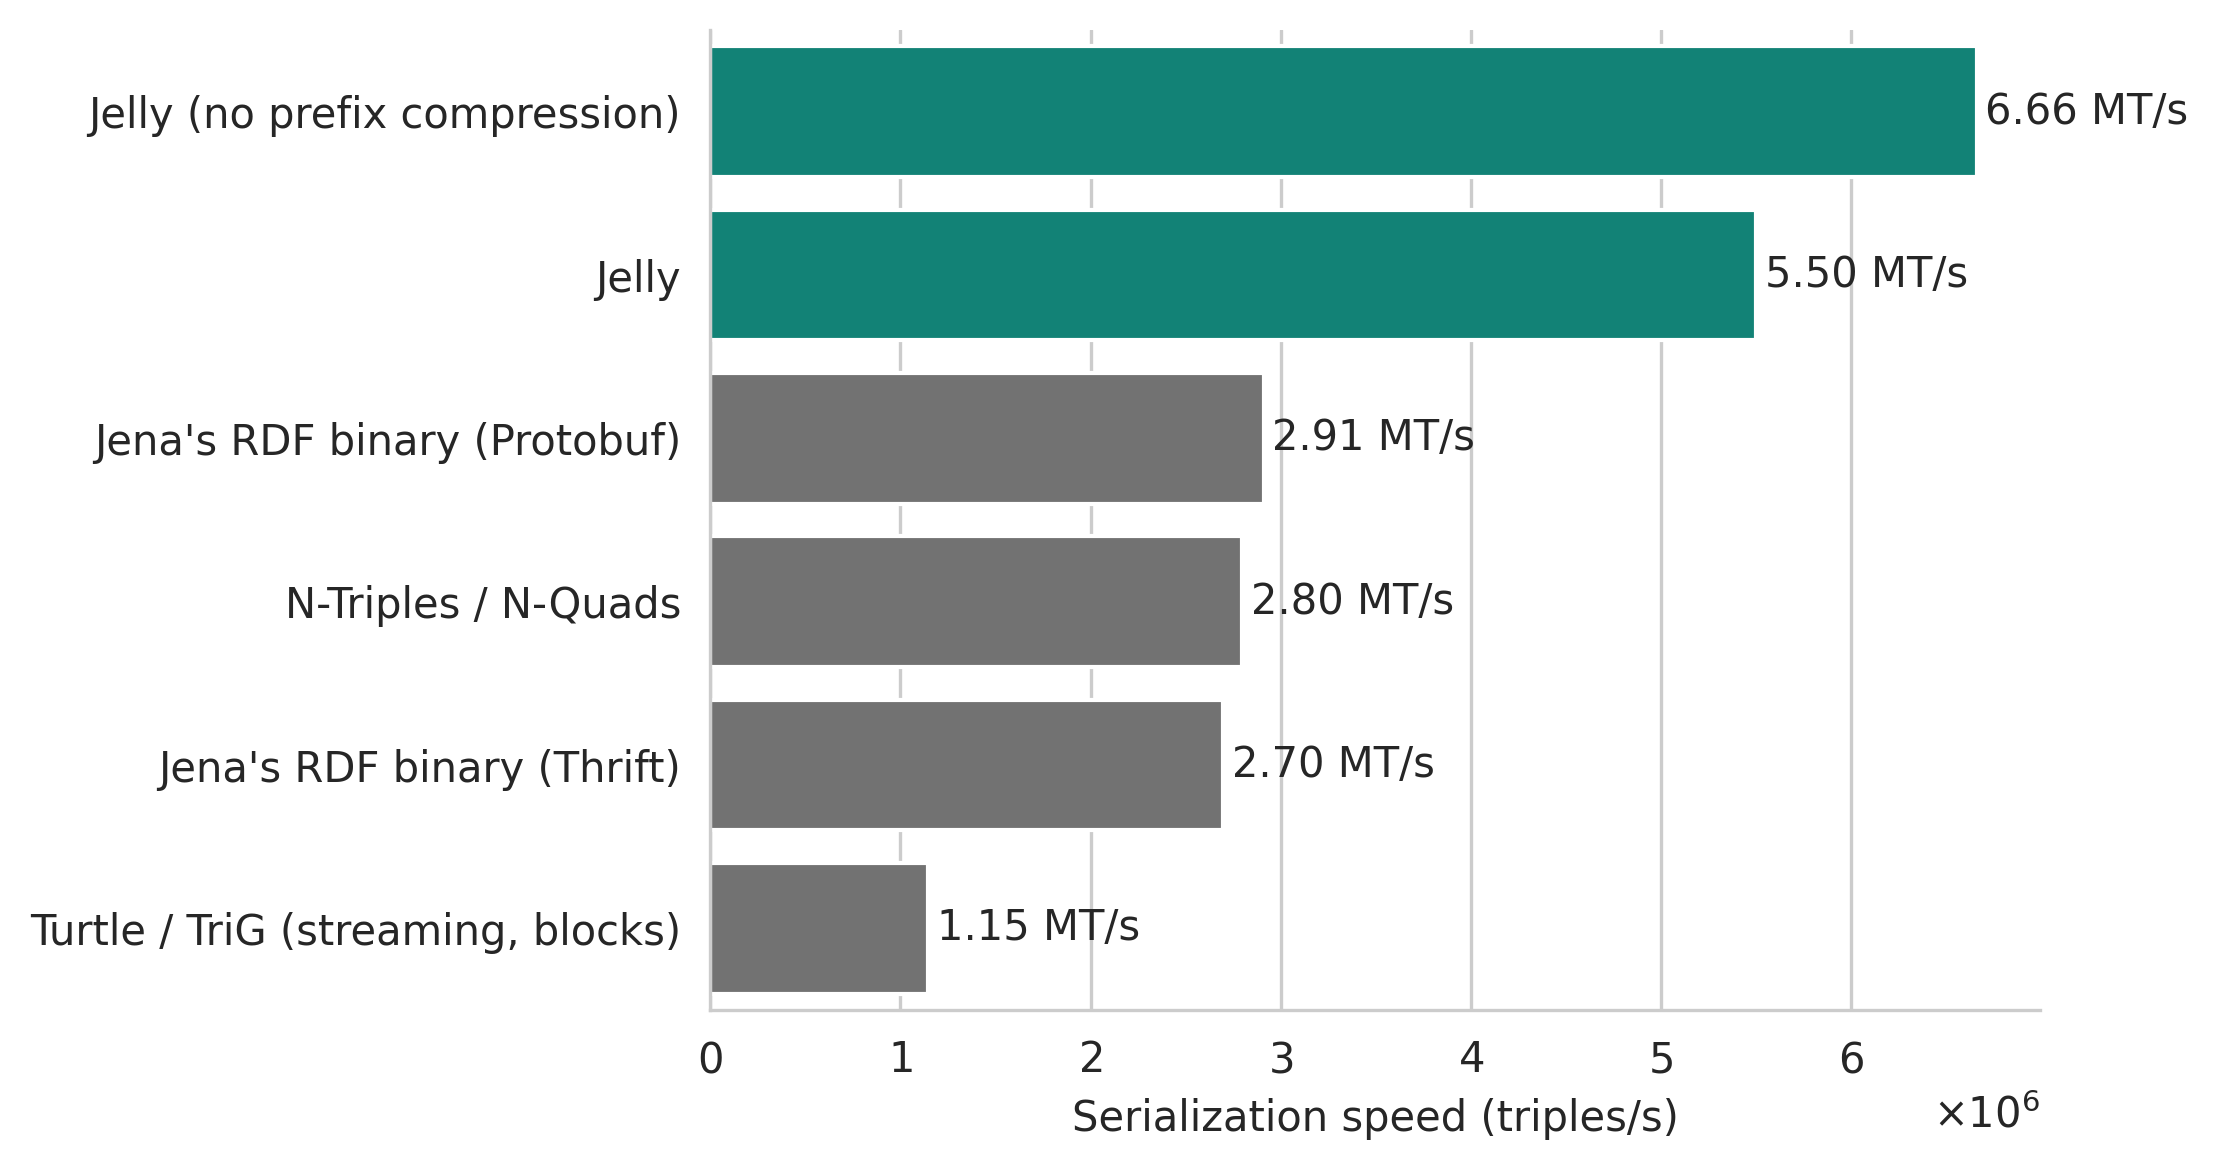 Jelly (no prefix compression) 6.66 MT/s
Jelly 5.50 MT/s
Jena's RDF binary (Protobuf) 2.91 MT/s
N-Triples / N-Quads 2.80 MT/s
Jena's RDF binary (Thrift) 2.70 MT/s
Turtle / TriG (streaming, blocks) 1.15 MT/s
0 1 2 3 4 5 6
Serialization speed (triples/s) ×10⁶